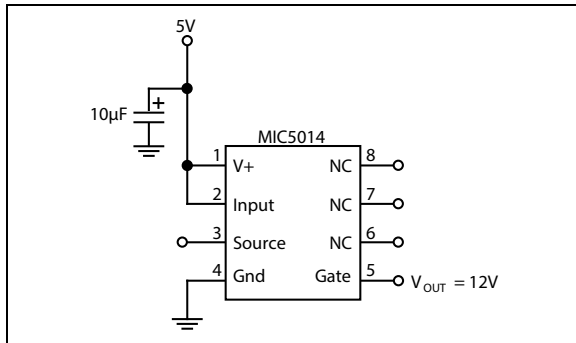 5V
10µF
+
MIC5014
1 V+ NC 8
2 Input NC 7
3 Source NC 6
4 Gnd Gate 5 VOUT = 12V